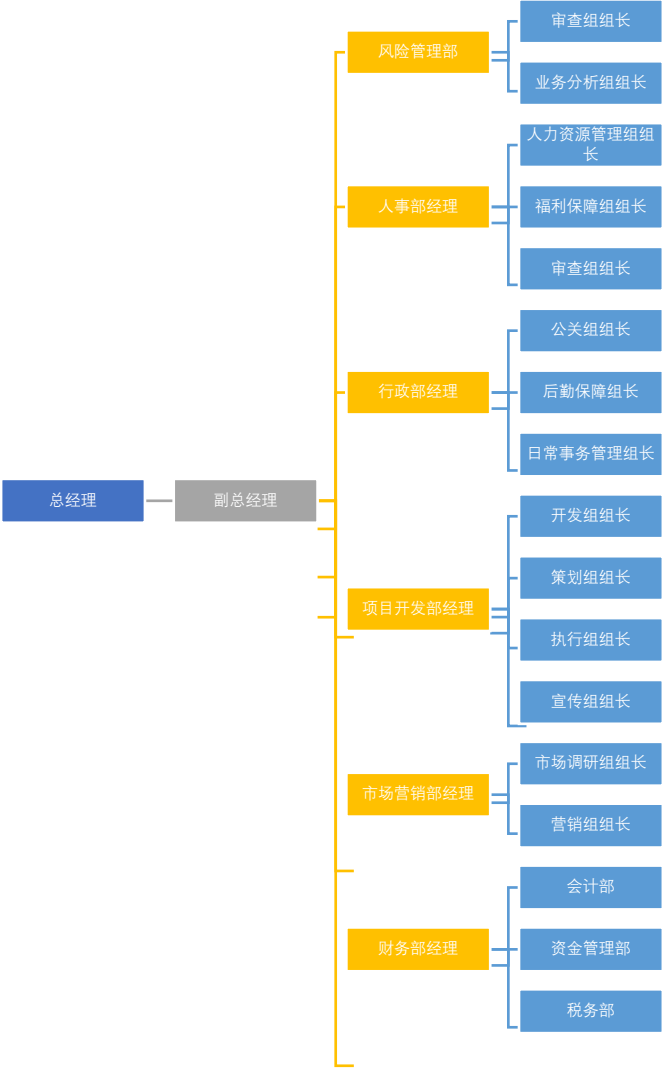 总经理
副总经理
风险管理部
审查组组长
业务分析组组长
人事部经理
人力资源管理组组
长
福利保障组组长
审查组组长
行政部经理
公关组组长
后勤保障组长
日常事务管理组长
项目开发部经理
开发组组长
策划组组长
执行组组长
宣传组组长
市场营销部经理
市场调研组组长
营销组组长
财务部经理
会计部
资金管理部
税务部